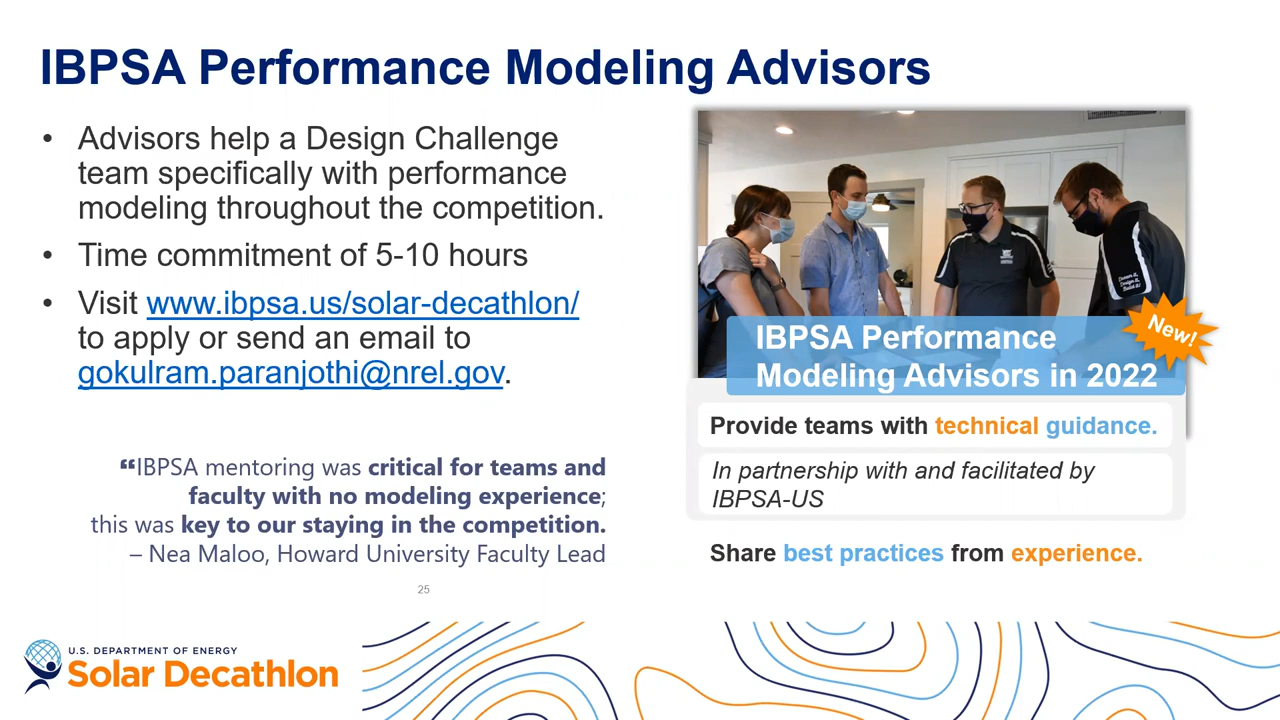 IBPSA Performance Modeling Advisors
• Advisors help a Design Challenge
team specifically with performance
modeling throughout the competition.
• Time commitment of 5-10 hours
• Visit www.ibpsa.us/solar-decathlon/
to apply or send an email to
gokulram.paranjothi@nrel.gov.
“IBPSA mentoring was critical for teams and
faculty with no modeling experience;
this was key to our staying in the competition.
– Nea Maloo, Howard University Faculty Lead
25
New!
IBPSA Performance
Modeling Advisors in 2022
Provide teams with technical guidance.
In partnership with and facilitated by
IBPSA-US
Share best practices from experience.
U.S. DEPARTMENT OF ENERGY
Solar Decathlon